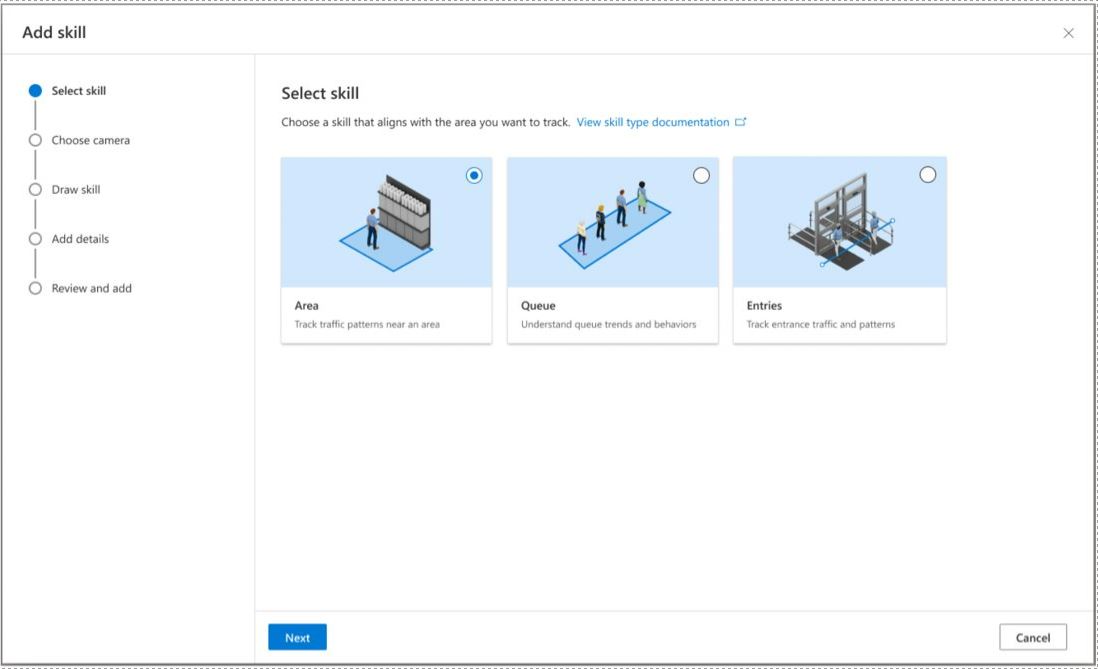 Add skill
Select skill
Choose camera
Draw skill
Add details
Review and add
Select skill
Choose a skill that aligns with the area you want to track. View skill type documentation
Area
Track traffic patterns near an area
Queue
Understand queue trends and behaviors
Entries
Track entrance traffic and patterns
Next
Cancel